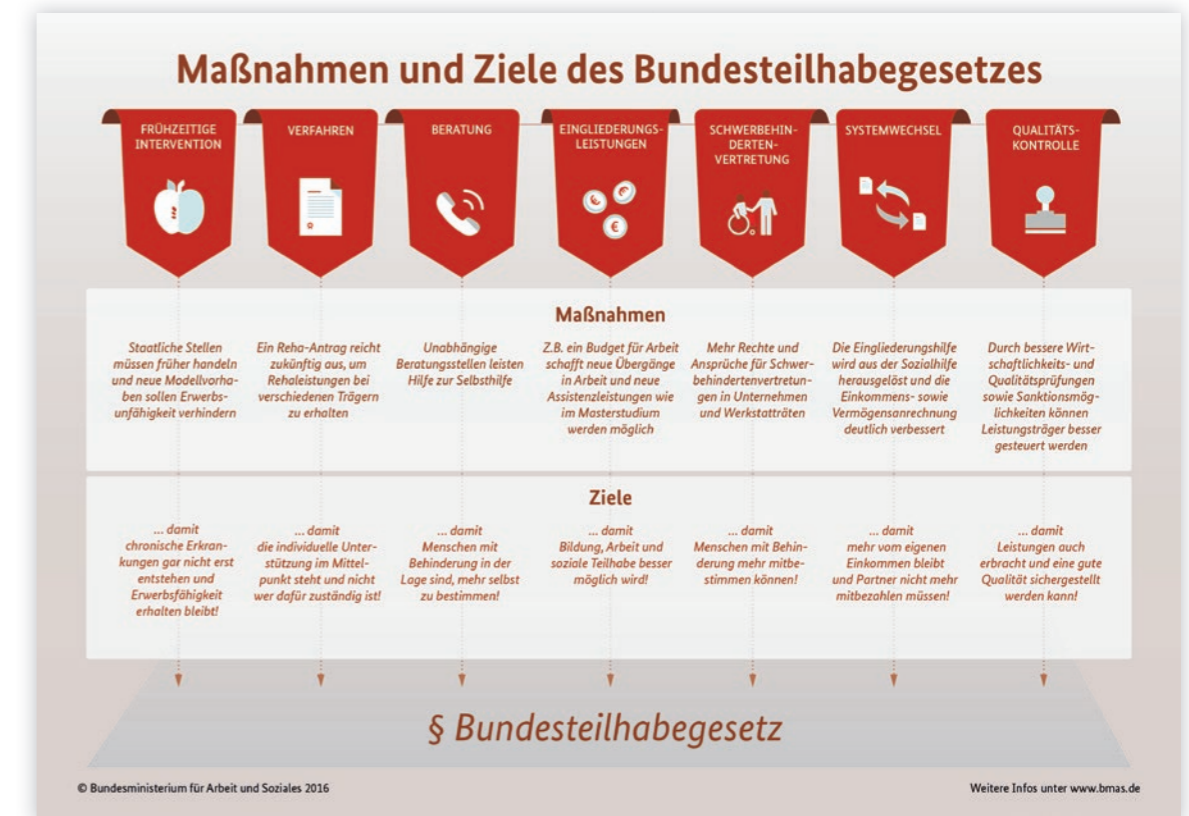 Maßnahmen und Ziele des Bundesteilhabegesetzes
FRÜHZEITIGE
INTERVENTION
VERFAHREN
BERATUNG
EINGLIEDERUNGS-
LEISTUNGEN
SCHWERBEHIN-
DERTEN-
VERTRETUNG
SYSTEMWECHSEL
QUALITÄTS-
KONTROLLE
€
€
€
Maßnahmen
Staatliche Stellen
müssen früher handeln
und neue Modellvorha-
ben sollen Erwerbs-
unfähigkeit verhindern
Ein Reha-Antrag reicht
zukünftig aus, um
Rehaleistungen bei
verschiedenen Trägern
zu erhalten
Unabhängige
Beratungsstellen leisten
Hilfe zur Selbsthilfe
Z.B. ein Budget für Arbeit
schafft neue Übergänge
in Arbeit und neue
Assistenzleistungen wie
im Masterstudium
werden möglich
Mehr Rechte und
Ansprüche für Schwer-
behindertenvertretun-
gen in Unternehmen
und Werkstatträten
Die Eingliederungshilfe
wird aus der Sozialhilfe
herausgelöst und die
Einkommens- sowie
Vermögensanrechnung
deutlich verbessert
Durch bessere Wirt-
schaftlichkeits- und
Qualitätsprüfungen
sowie Sanktionsmög-
lichkeiten können
Leistungsträger besser
gesteuert werden
Ziele
... damit
chronische Erkran-
kungen gar nicht erst
entstehen und
Erwerbsfähigkeit
erhalten bleibt!
... damit
die individuelle Unter-
stützung im Mittel-
punkt steht und nicht
wer dafür zuständig ist!
... damit
Menschen mit
Behinderung in der
Lage sind, mehr selbst
zu bestimmen!
... damit
Bildung, Arbeit und
soziale Teilhabe besser
möglich wird!
... damit
Menschen mit Behin-
derung mehr mitbe-
stimmen können!
... damit
mehr vom eigenen
Einkommen bleibt
und Partner nicht mehr
mitbezahlen müssen!
... damit
Leistungen auch
erbracht und eine gute
Qualität sichergestellt
werden kann!
§ Bundesteilhabegesetz
© Bundesministerium für Arbeit und Soziales 2016
Weitere Infos unter www.bmas.de